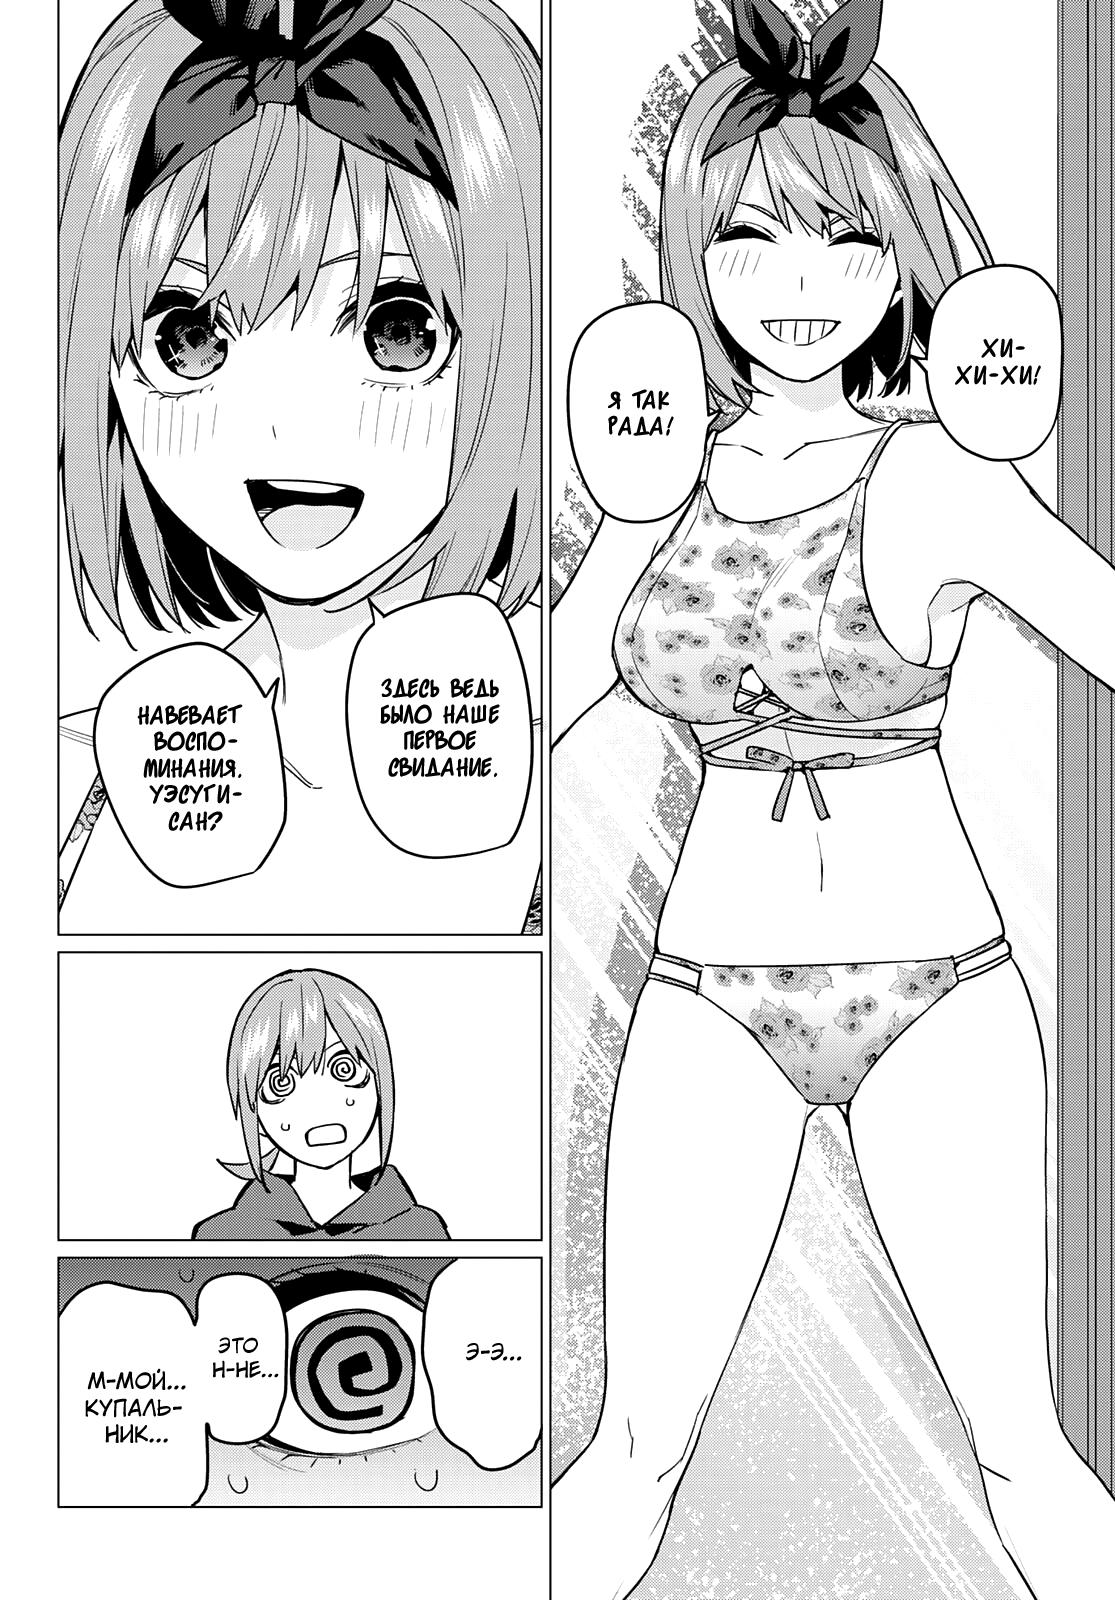 ХИ-
ХИ-ХИ!
Я ТАК
РАДА!
ЗДЕСЬ ВЕДЬ
БЫЛО НАШЕ
ПЕРВОЕ
СВИДАНИЕ.
НАВЕВАЕТ
ВОСПО-
МИНАНИЯ,
УЭСУГИ-
САН?
Э-Э...
ЭТО
Н-НЕ...
М-МОЙ...
КУПАЛЬ-
НИК...